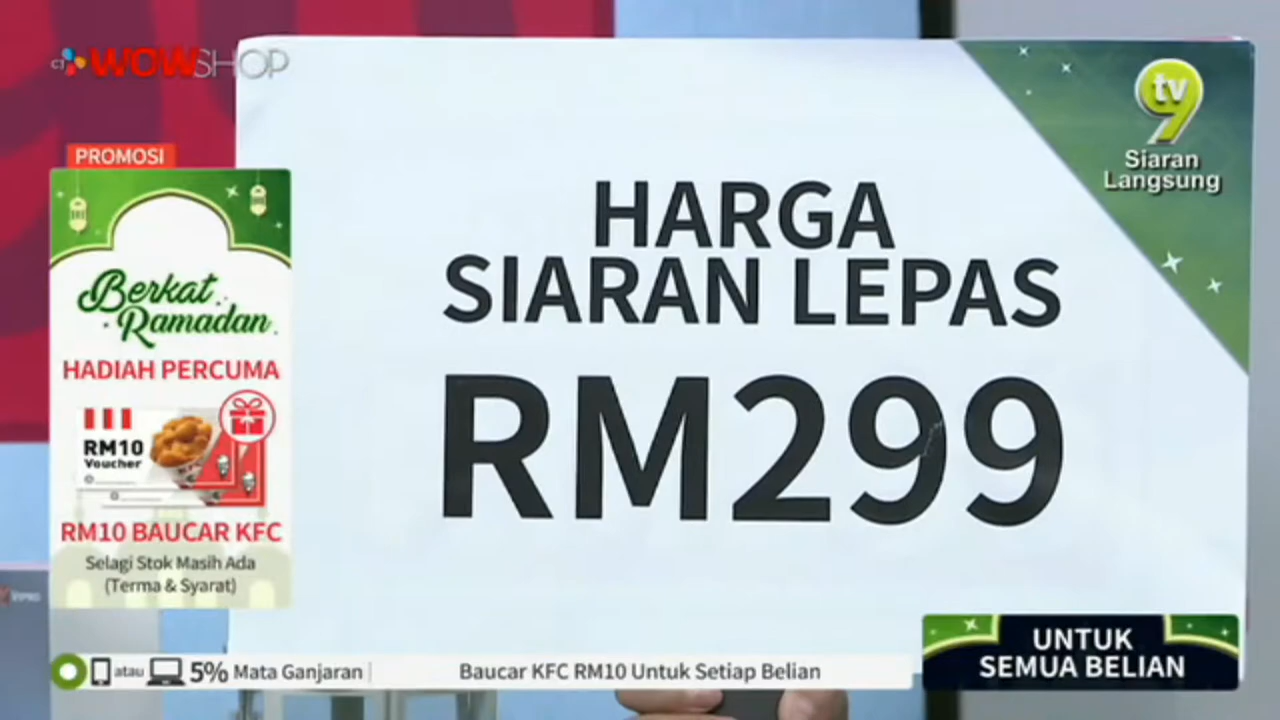 CJ WOWSHOP
tv9
Siaran
Langsung
PROMOSI
Berkat
Ramadan
HADIAH PERCUMA
RM10
Voucher
RM10 BAUCAR KFC
Selagi Stok Masih Ada
(Terma & Syarat)
HARGA
SIARAN LEPAS
RM299
atau 5% Mata Ganjaran
Baucar KFC RM10 Untuk Setiap Belian
UNTUK
SEMUA BELIAN